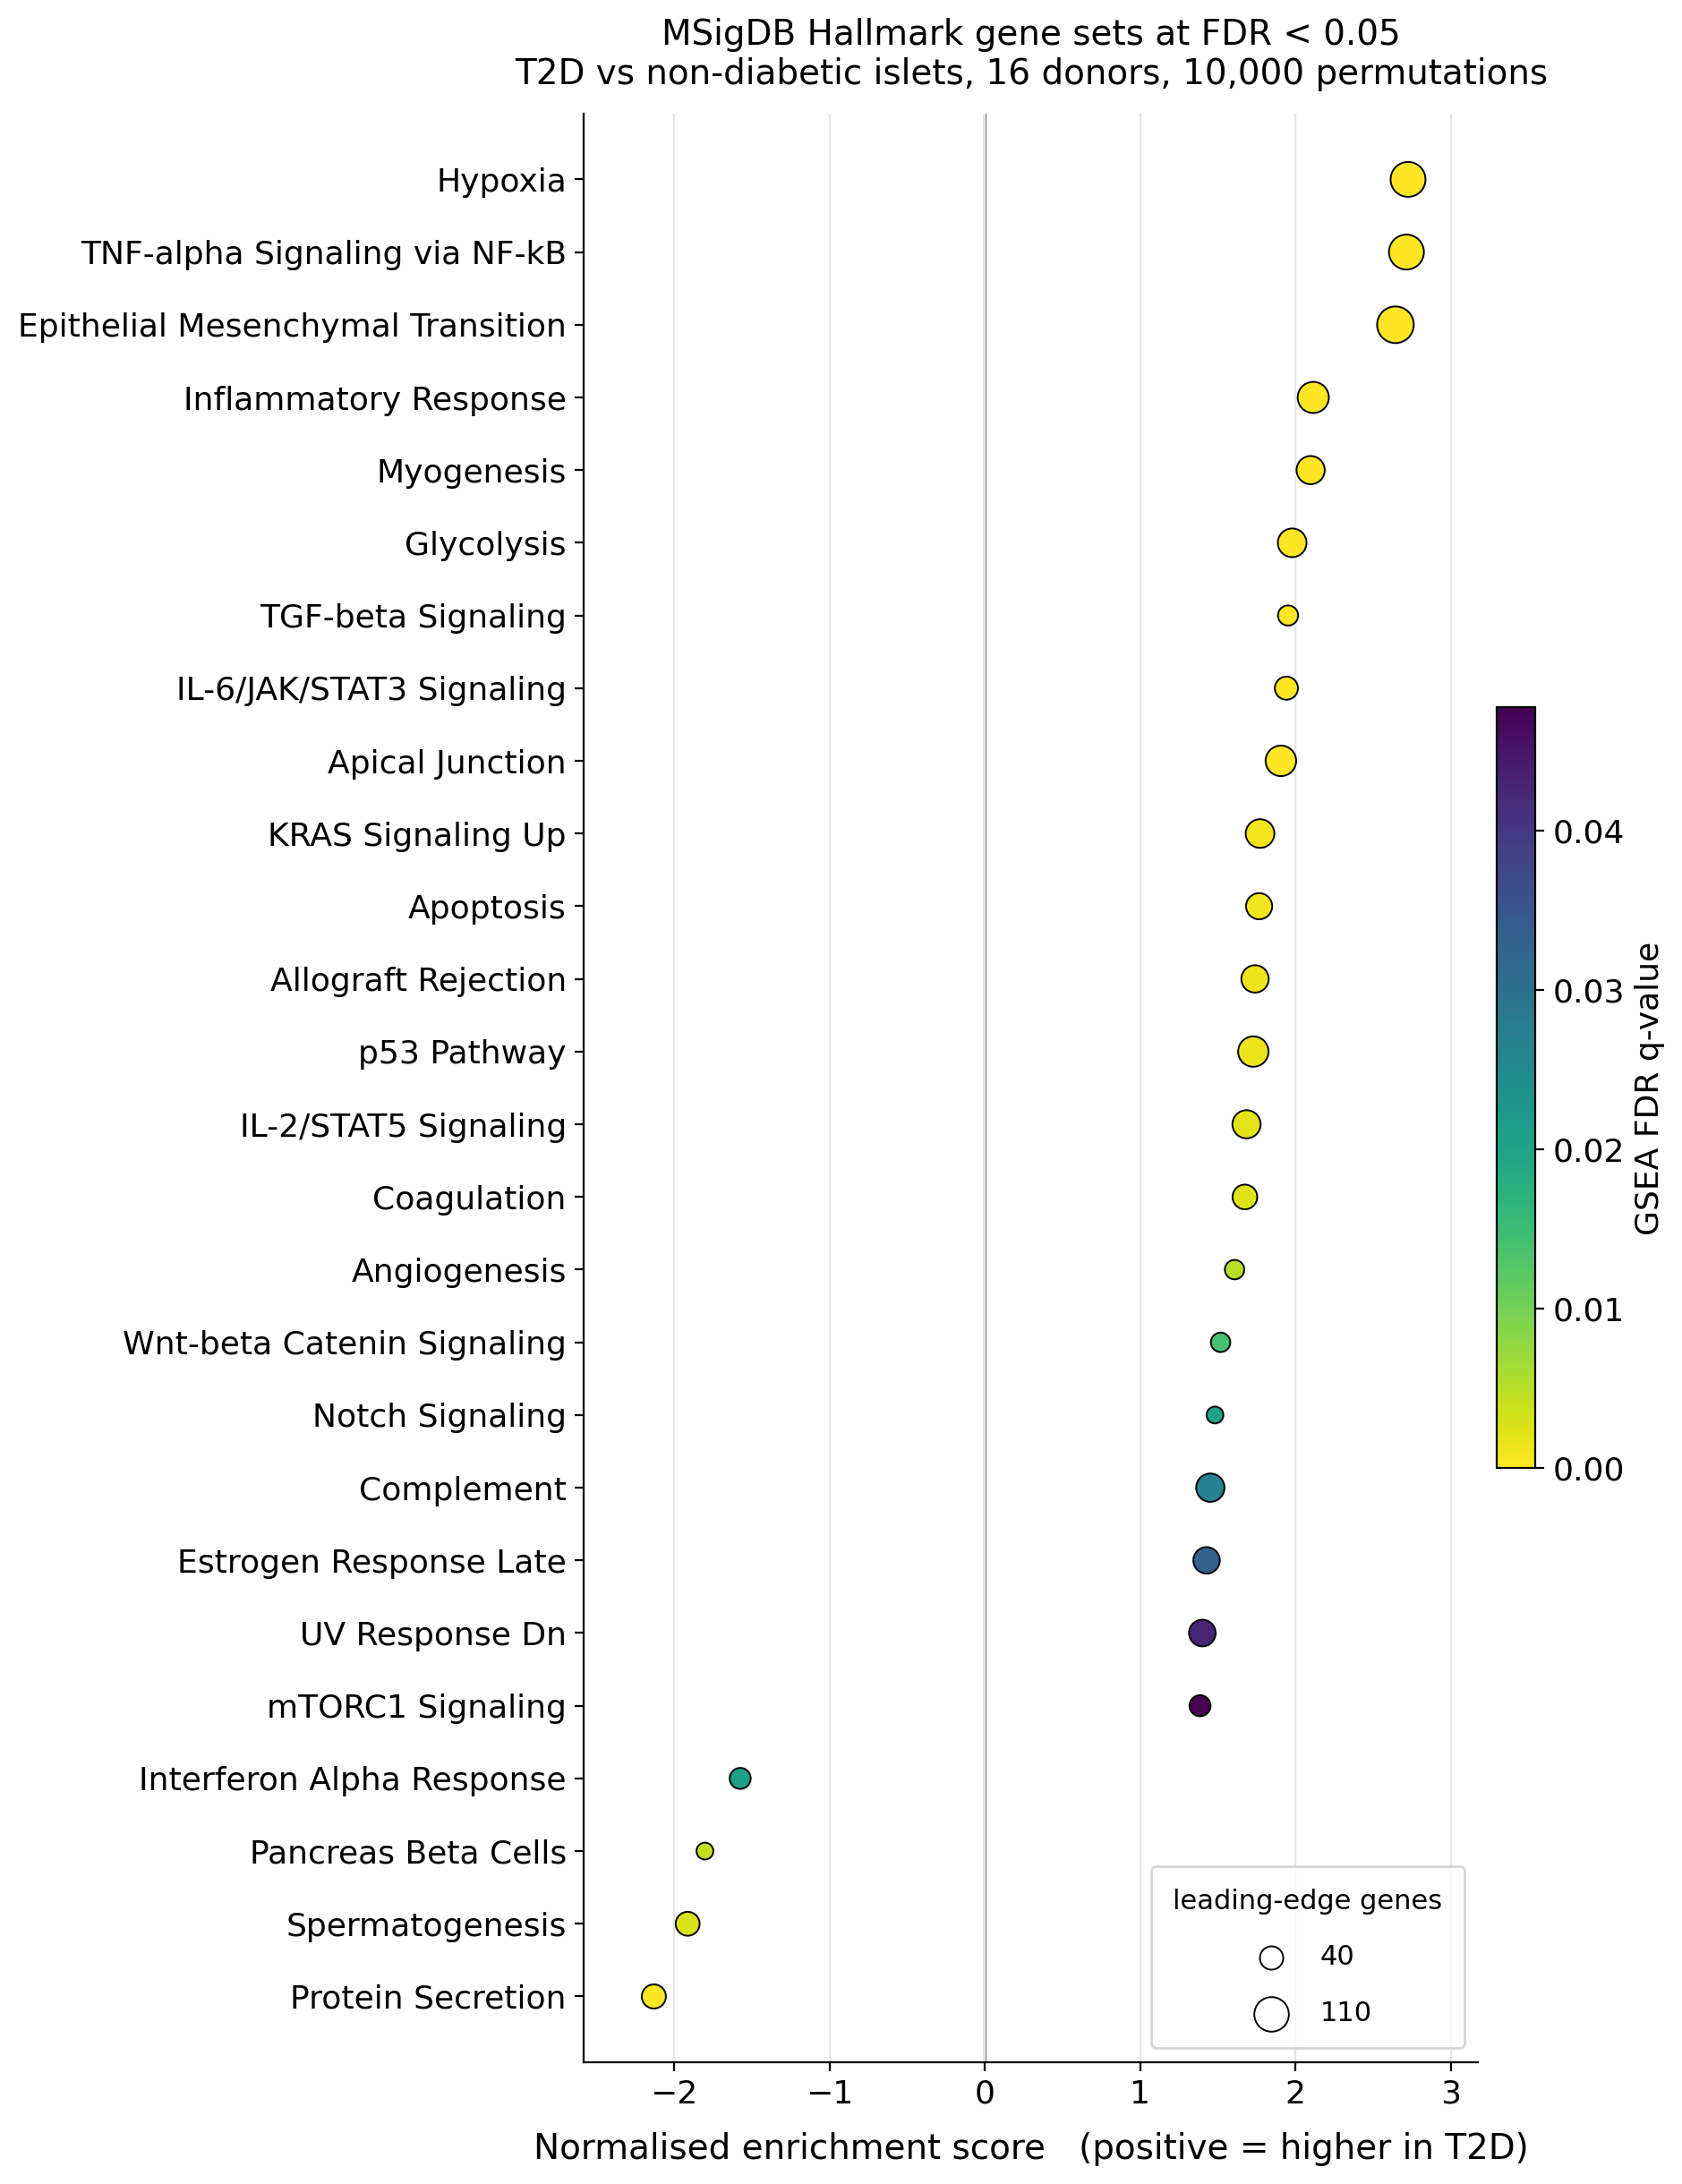 MSigDB Hallmark gene sets at FDR < 0.05
T2D vs non-diabetic islets, 16 donors, 10,000 permutations
Hypoxia
TNF-alpha Signaling via NF-kB
Epithelial Mesenchymal Transition
Inflammatory Response
Myogenesis
Glycolysis
TGF-beta Signaling
IL-6/JAK/STAT3 Signaling
Apical Junction
KRAS Signaling Up
Apoptosis
Allograft Rejection
p53 Pathway
IL-2/STAT5 Signaling
Coagulation
Angiogenesis
Wnt-beta Catenin Signaling
Notch Signaling
Complement
Estrogen Response Late
UV Response Dn
mTORC1 Signaling
Interferon Alpha Response
Pancreas Beta Cells
Spermatogenesis
Protein Secretion
0.04
0.03
0.02
0.01
0.00
GSEA FDR q-value
leading-edge genes
40
110
−2 −1 0 1 2 3
Normalised enrichment score (positive = higher in T2D)